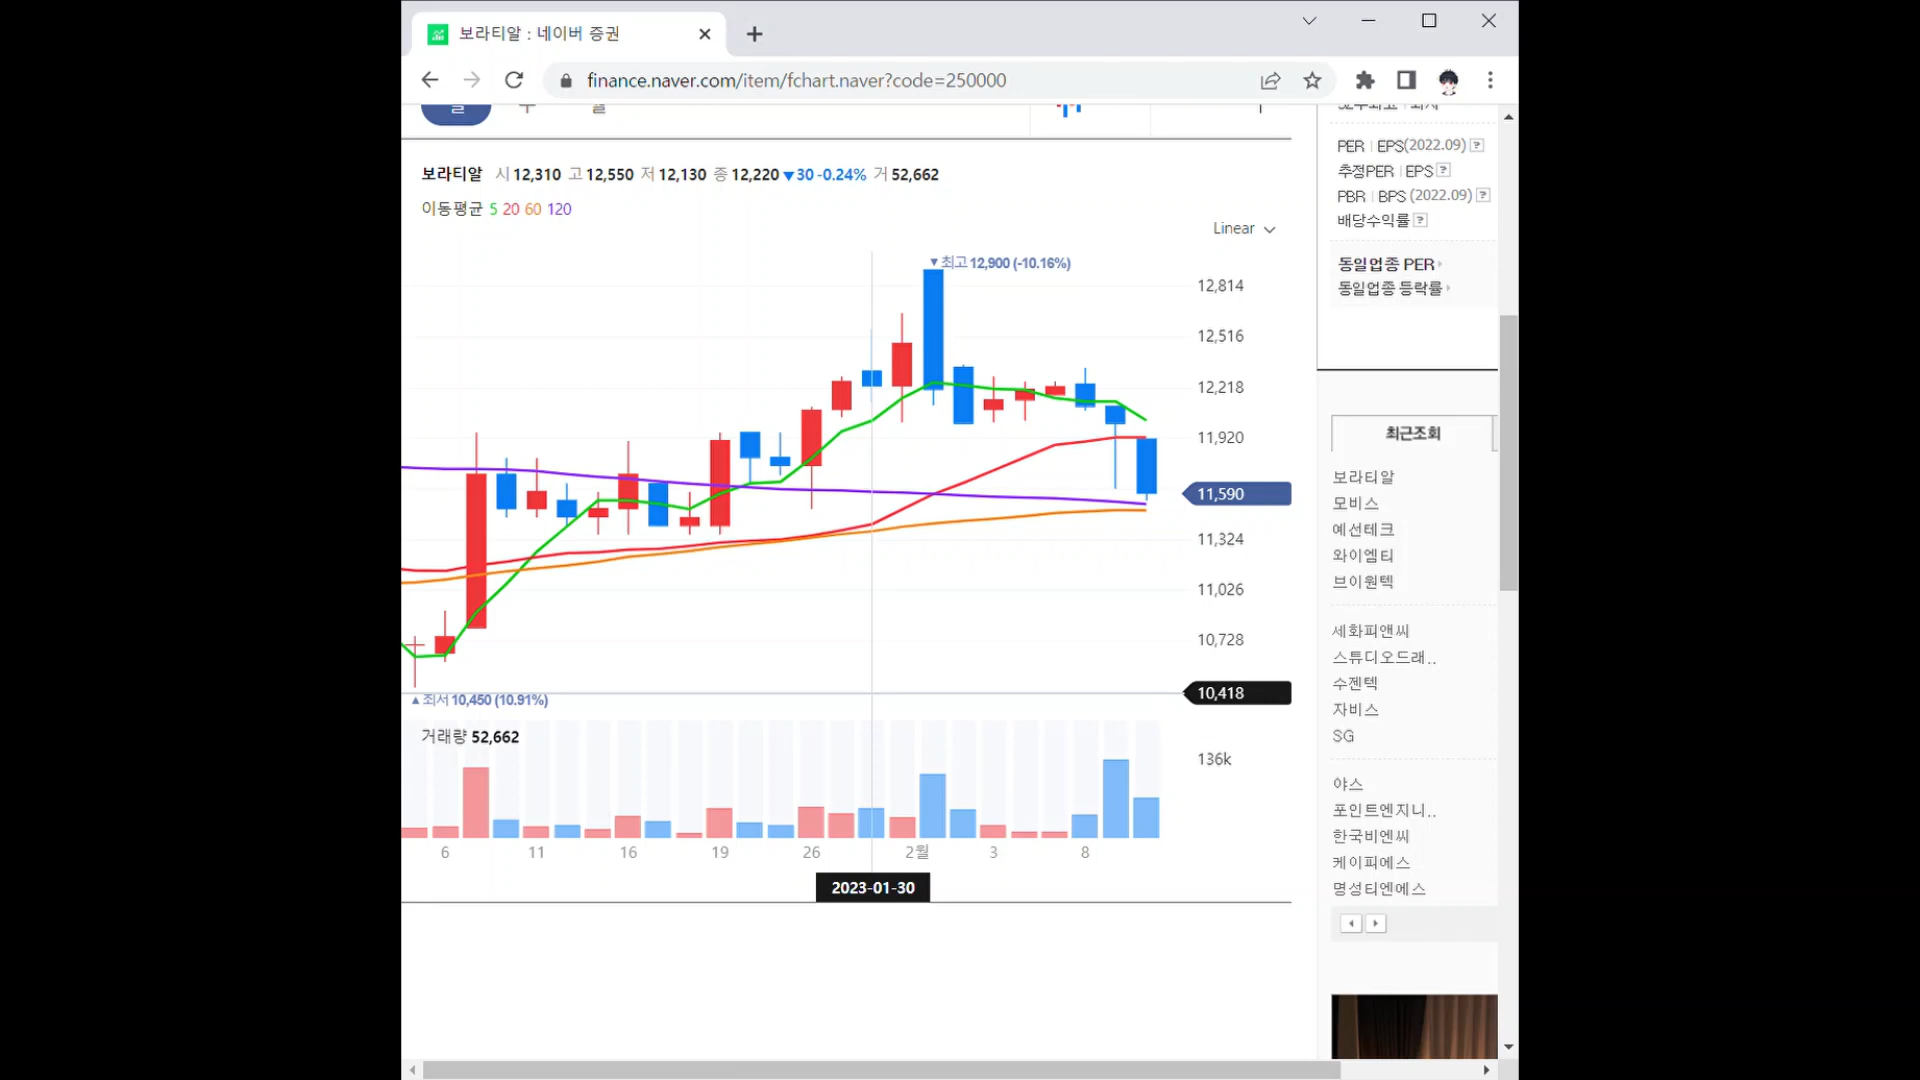 보라티알 : 네이버 증권
finance.naver.com/item/fchart.naver?code=250000
보라티알 시 12,310 고 12,550 저 12,130 종 12,220 ▼30 -0.24% 거 52,662
이동평균 5 20 60 120
Linear
▼최고 12,900 (-10.16%)
12,814
12,516
12,218
11,920
11,590
11,324
11,026
10,728
10,418
▲최저 10,450 (10.91%)
거래량 52,662
136k
6 11 16 19 26 2월 3 8
2023-01-30
PER | EPS(2022.09) ?
추정PER | EPS ?
PBR | BPS (2022.09) ?
배당수익률 ?
동일업종 PER
동일업종 등락률
최근조회
보라티알
모비스
예선테크
와이엠티
브이원텍
세화피앤씨
스튜디오드래..
수젠텍
자비스
SG
야스
포인트엔지니..
한국비엔씨
케이피에스
명성티엔에스